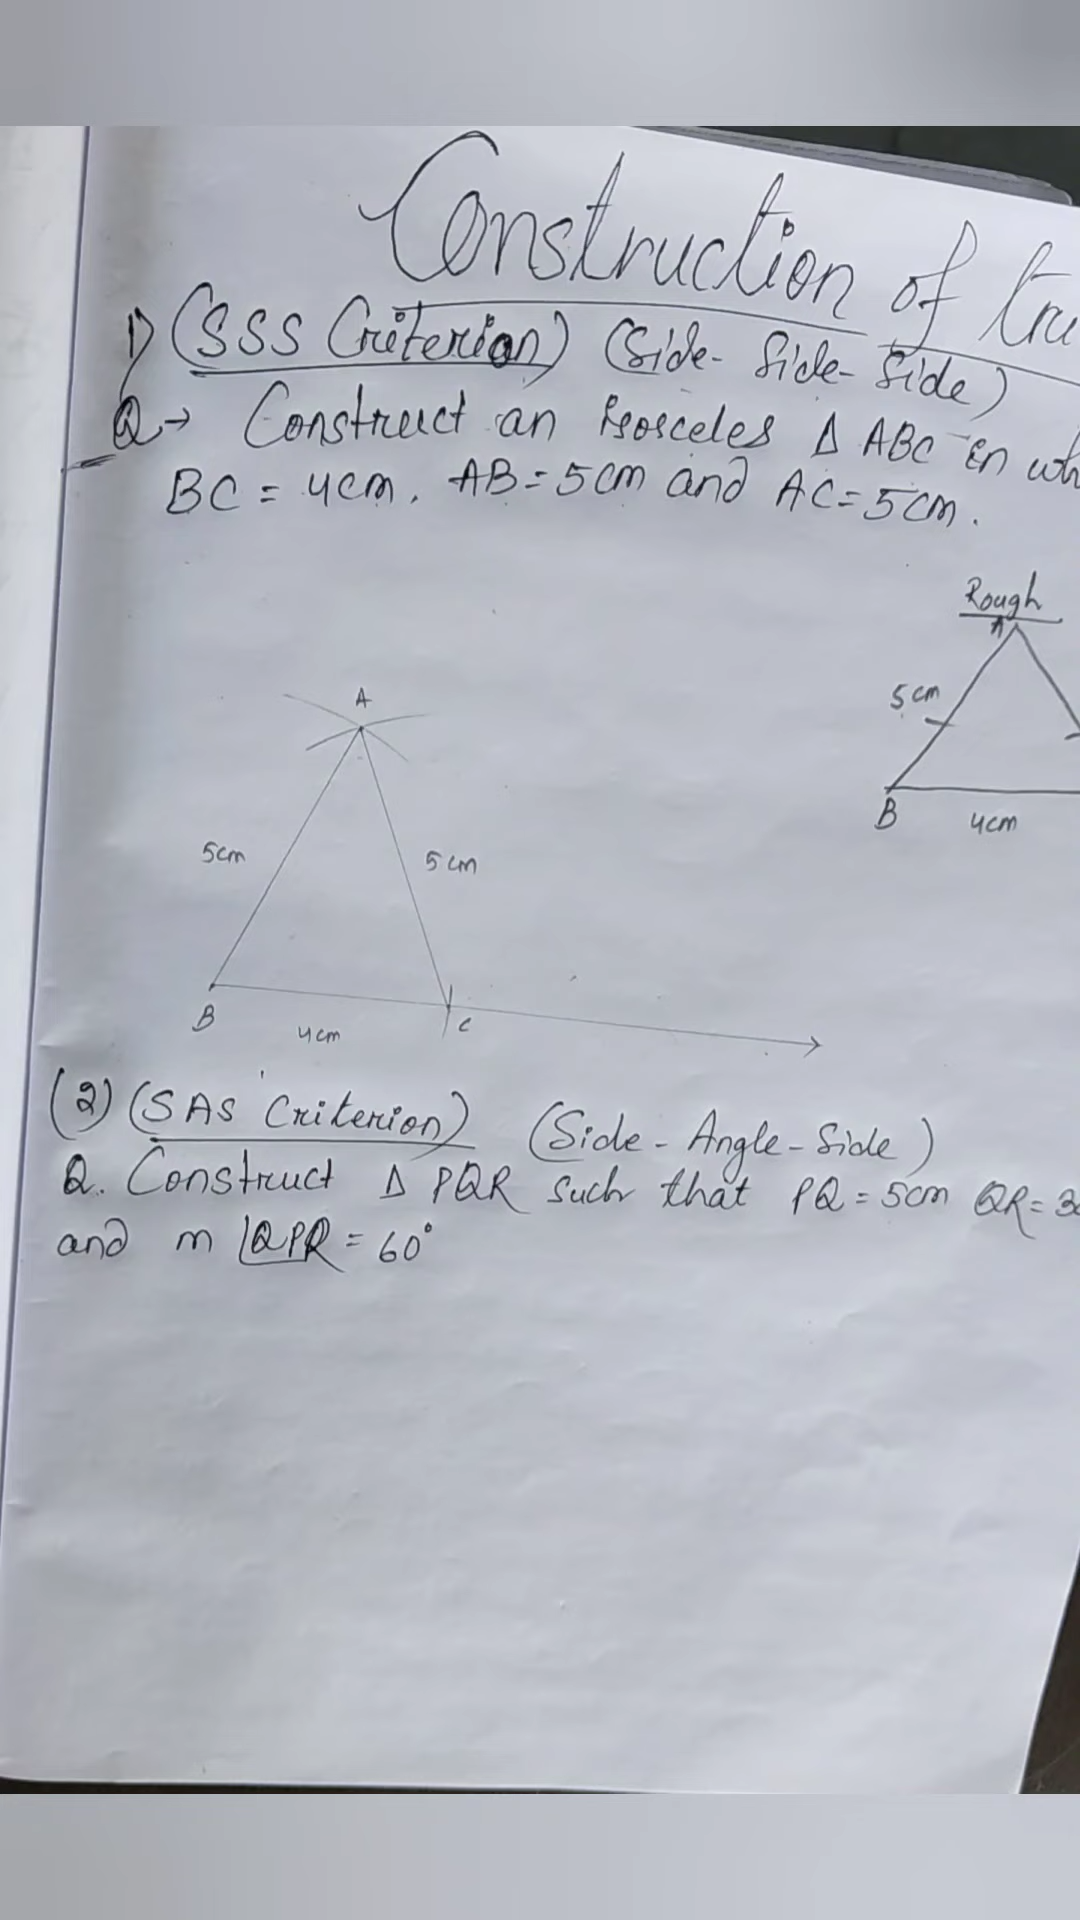 Construction of tri
1) (SSS Criterion) (Side-Side-Side)
Q→ Construct an isosceles Δ ABC in wh
BC = 4cm, AB = 5cm and AC = 5cm.
Rough
A
5cm
B
4cm
A
5cm
5cm
B
4cm
C
(2) (SAS Criterion) (Side-Angle-Side)
Q. Construct Δ PQR such that PQ = 5cm QR = 3c
and m ∠QPR = 60°